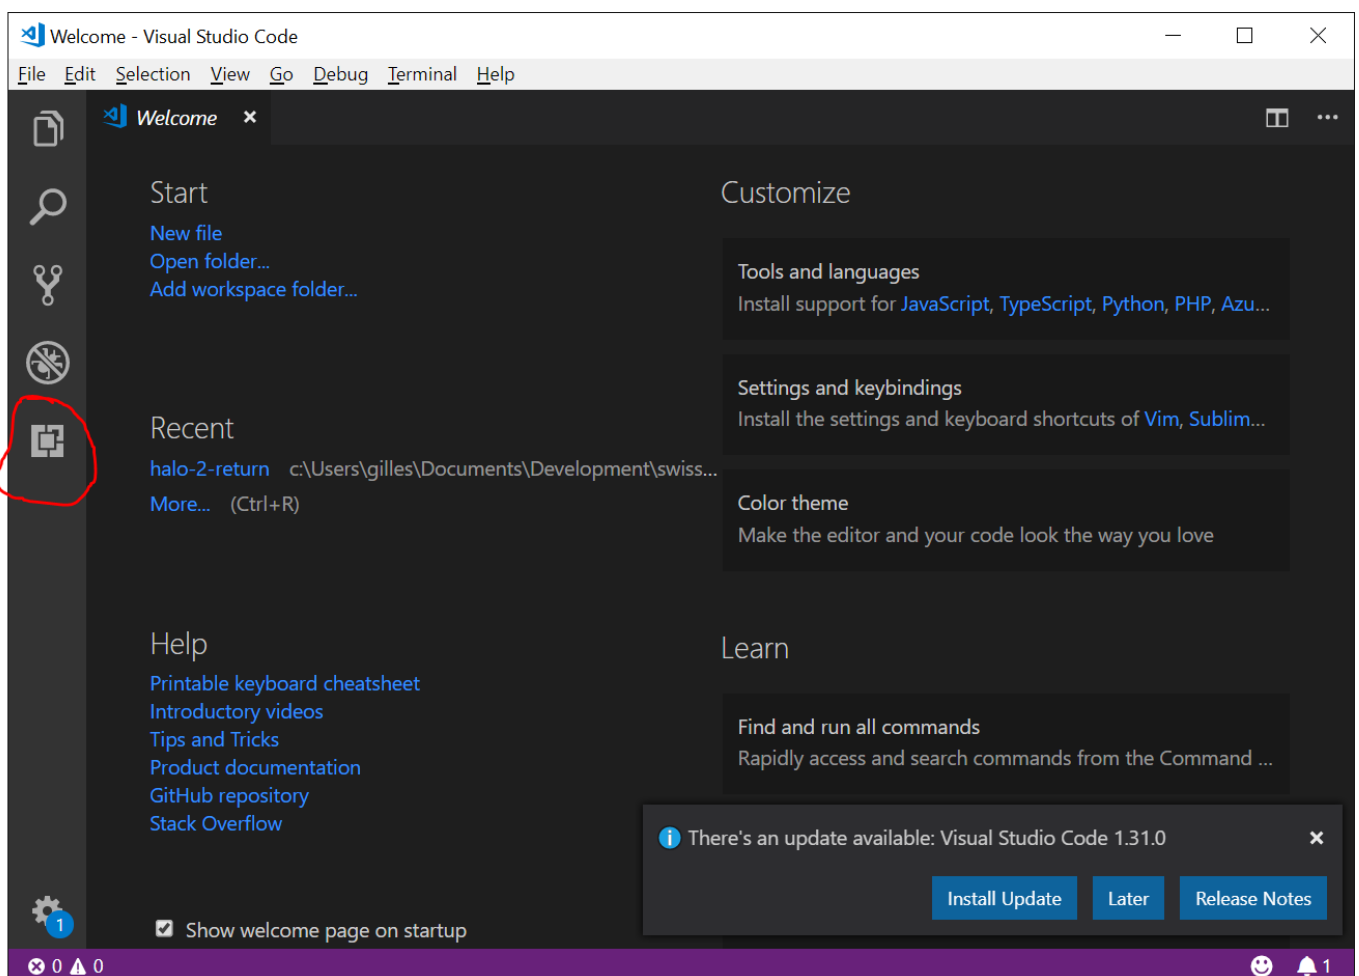 Welcome - Visual Studio Code
File Edit Selection View Go Debug Terminal Help
Welcome
Start
New file
Open folder...
Add workspace folder...
Recent
halo-2-return c:\Users\gilles\Documents\Development\swiss...
More... (Ctrl+R)
Help
Printable keyboard cheatsheet
Introductory videos
Tips and Tricks
Product documentation
GitHub repository
Stack Overflow
Show welcome page on startup
Customize
Tools and languages
Install support for JavaScript, TypeScript, Python, PHP, Azu...
Settings and keybindings
Install the settings and keyboard shortcuts of Vim, Sublim...
Color theme
Make the editor and your code look the way you love
Learn
Find and run all commands
Rapidly access and search commands from the Command ...
There's an update available: Visual Studio Code 1.31.0
Install Update Later Release Notes
1
0 0
1